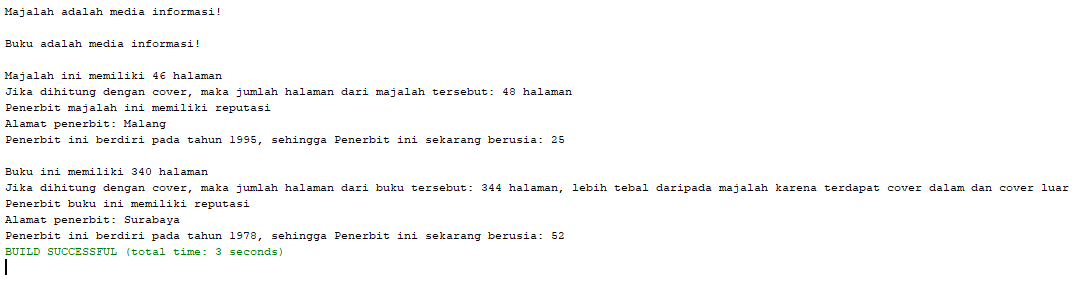 Majalah adalah media informasi!
Buku adalah media informasi!
Majalah ini memiliki 46 halaman
Jika dihitung dengan cover, maka jumlah halaman dari majalah tersebut: 48 halaman
Penerbit majalah ini memiliki reputasi
Alamat penerbit: Malang
Penerbit ini berdiri pada tahun 1995, sehingga Penerbit ini sekarang berusia: 25
Buku ini memiliki 340 halaman
Jika dihitung dengan cover, maka jumlah halaman dari buku tersebut: 344 halaman, lebih tebal daripada majalah karena terdapat cover dalam dan cover luar
Penerbit buku ini memiliki reputasi
Alamat penerbit: Surabaya
Penerbit ini berdiri pada tahun 1978, sehingga Penerbit ini sekarang berusia: 52
BUILD SUCCESSFUL (total time: 3 seconds)